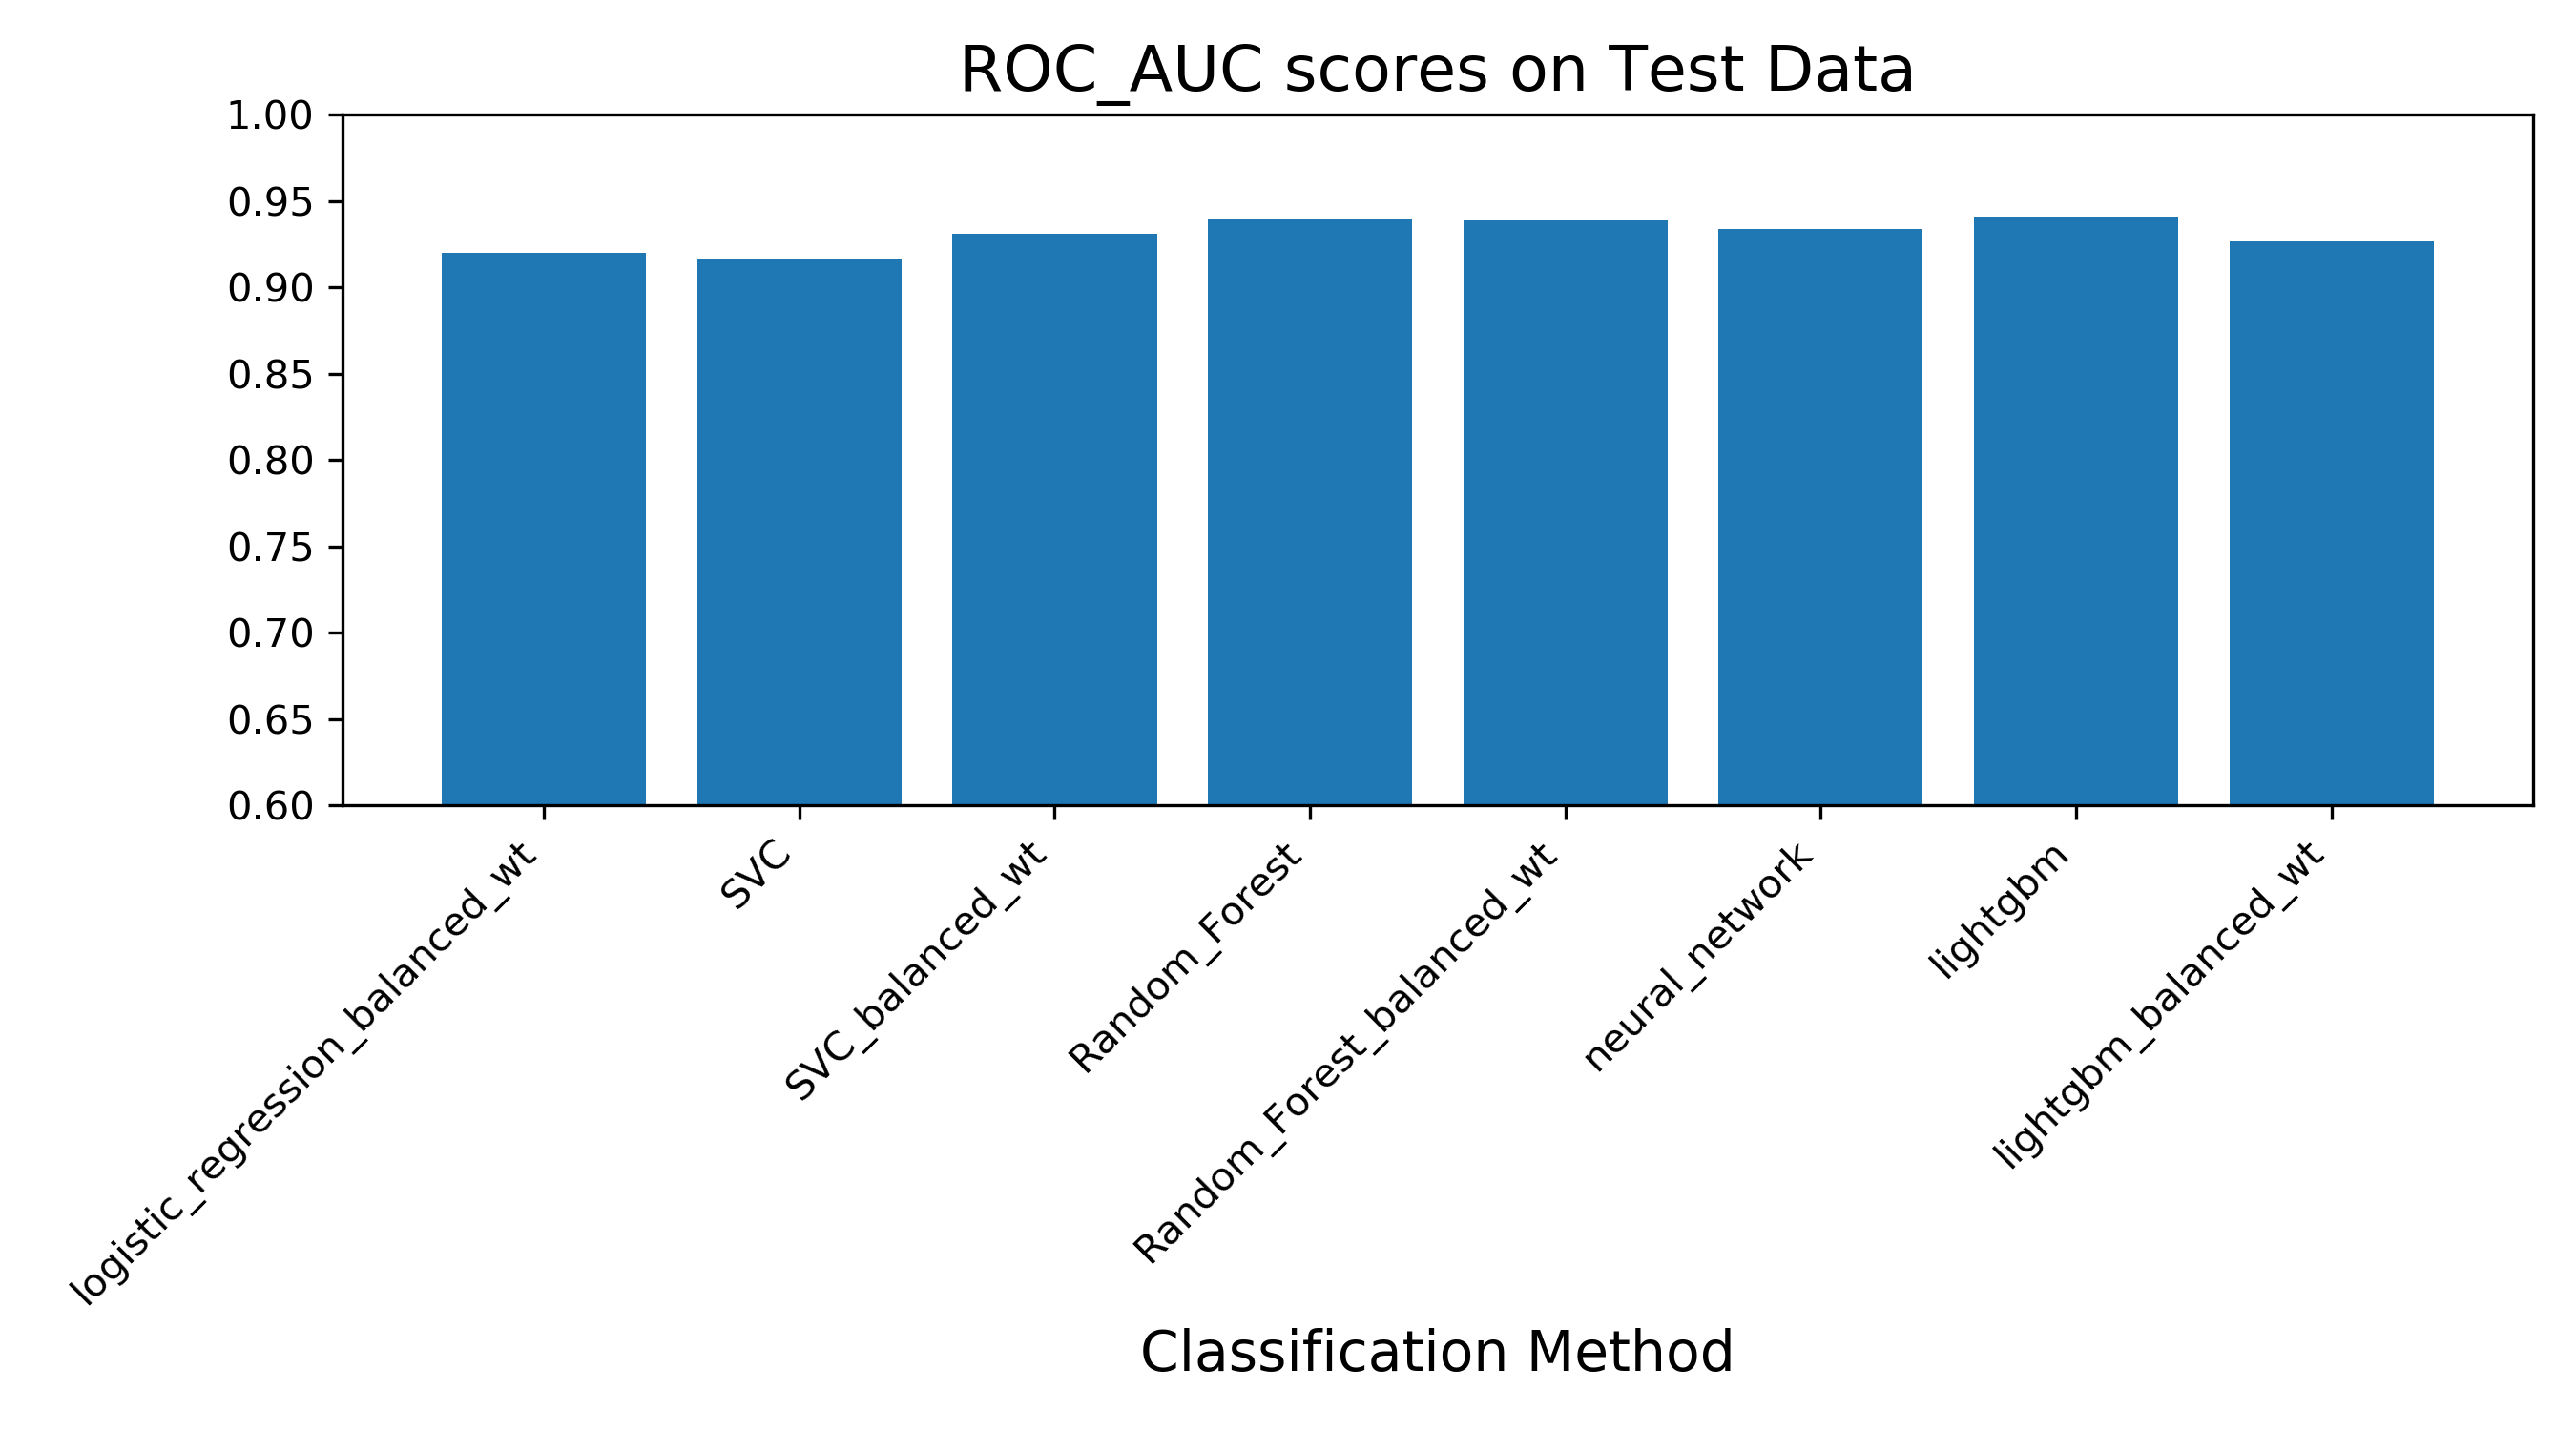 ROC_AUC scores on Test Data
1.00
0.95
0.90
0.85
0.80
0.75
0.70
0.65
0.60
logistic_regression_balanced_wt
SVC
SVC_balanced_wt
Random_Forest
Random_Forest_balanced_wt
neural_network
lightgbm
lightgbm_balanced_wt
Classification Method